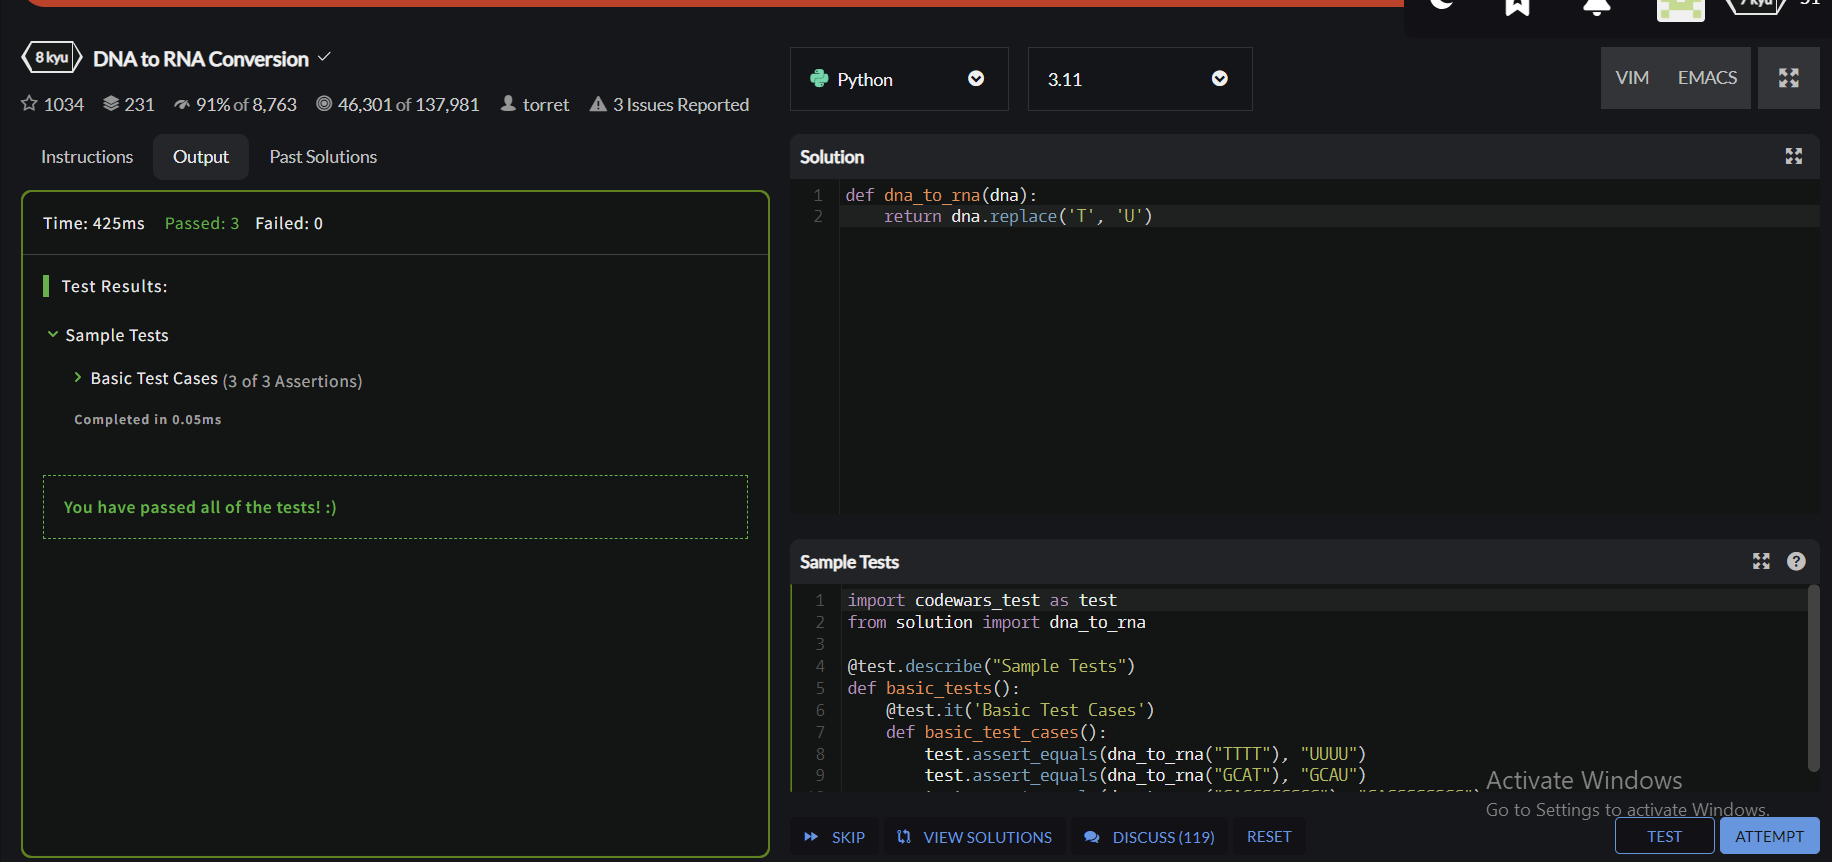 8 kyu DNA to RNA Conversion
1034 231 91% of 8,763 46,301 of 137,981 torret 3 Issues Reported
Instructions Output Past Solutions
Time: 425ms Passed: 3 Failed: 0
Test Results:
Sample Tests
Basic Test Cases (3 of 3 Assertions)
Completed in 0.05ms
You have passed all of the tests! :)
Python 3.11 VIM EMACS
Solution
1 def dna_to_rna(dna):
2     return dna.replace('T', 'U')
Sample Tests
1 import codewars_test as test
2 from solution import dna_to_rna
3
4 @test.describe("Sample Tests")
5 def basic_tests():
6     @test.it('Basic Test Cases')
7     def basic_test_cases():
8         test.assert_equals(dna_to_rna("TTTT"), "UUUU")
9         test.assert_equals(dna_to_rna("GCAT"), "GCAU")
Activate Windows
Go to Settings to activate Windows.
SKIP VIEW SOLUTIONS DISCUSS (119) RESET TEST ATTEMPT